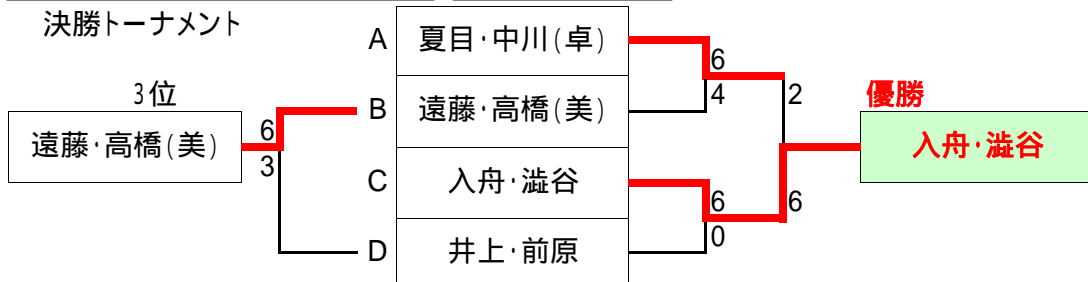 決勝トーナメント
3位
遠藤・高橋(美)
6
3
A 夏目・中川(卓)
B 遠藤・高橋(美)
C 入舟・澁谷
D 井上・前原
6
4
6
0
2
6
優勝
入舟・澁谷